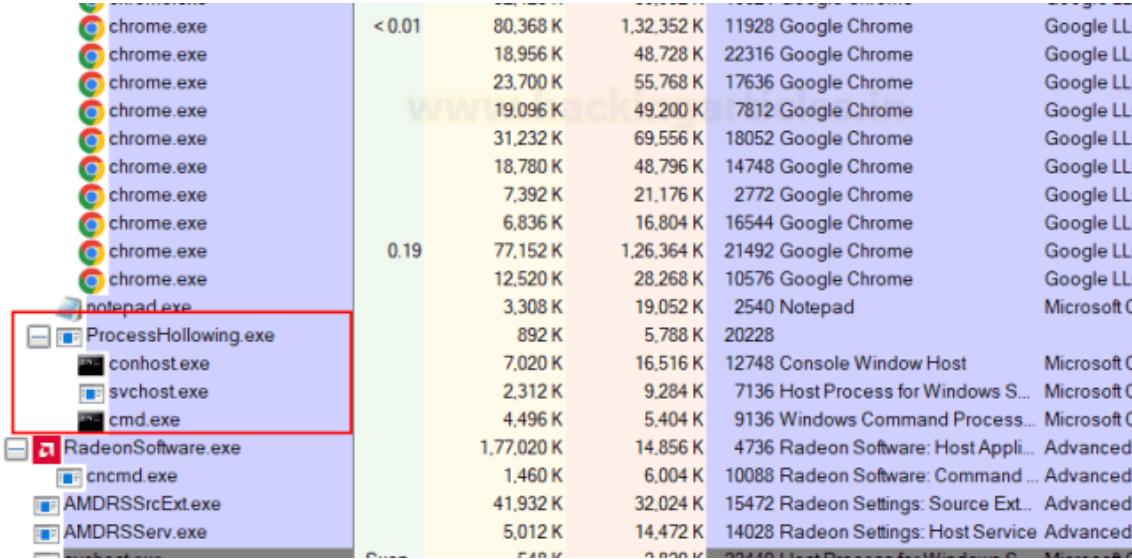 chrome.exe < 0.01 80,368 K 1,32,352 K 11928 Google Chrome Google LL
chrome.exe 18,956 K 48,728 K 22316 Google Chrome Google LL
chrome.exe 23,700 K 55,768 K 17636 Google Chrome Google LL
www.hackingarticles.in
chrome.exe 19,096 K 49,200 K 7812 Google Chrome Google LL
chrome.exe 31,232 K 69,556 K 18052 Google Chrome Google LL
chrome.exe 18,780 K 48,796 K 14748 Google Chrome Google LL
chrome.exe 7,392 K 21,176 K 2772 Google Chrome Google LL
chrome.exe 6,836 K 16,804 K 16544 Google Chrome Google LL
chrome.exe 0.19 77,152 K 1,26,364 K 21492 Google Chrome Google LL
chrome.exe 12,520 K 28,268 K 10576 Google Chrome Google LL
notepad.exe 3,308 K 19,052 K 2540 Notepad Microsoft C
ProcessHollowing.exe 892 K 5,788 K 20228
conhost.exe 7,020 K 16,516 K 12748 Console Window Host Microsoft C
svchost.exe 2,312 K 9,284 K 7136 Host Process for Windows S... Microsoft C
cmd.exe 4,496 K 5,404 K 9136 Windows Command Process... Microsoft C
RadeonSoftware.exe 1,77,020 K 14,856 K 4736 Radeon Software: Host Appli... Advanced
cncmd.exe 1,460 K 6,004 K 10088 Radeon Software: Command ... Advanced
AMDRSSrcExt.exe 41,932 K 32,024 K 15472 Radeon Settings: Source Ext... Advanced
AMDRSServ.exe 5,012 K 14,472 K 14028 Radeon Settings: Host Service Advanced